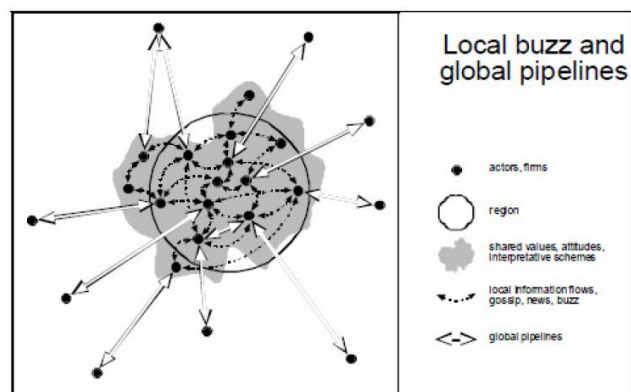 Local buzz and
global pipelines
actors, firms
region
shared values, attitudes,
interpretative schemes
local information flows,
gossip, news, buzz
global pipelines